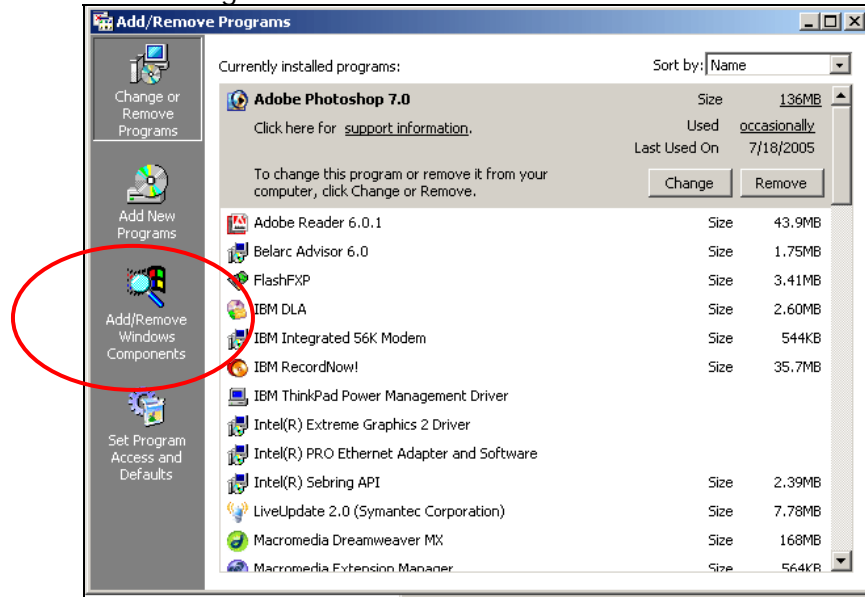 Add/Remove Programs
Currently installed programs:
Sort by: Name
Change or
Remove
Programs
Add New
Programs
Add/Remove
Windows
Components
Set Program
Access and
Defaults
Adobe Photoshop 7.0 Size 136MB
Click here for support information. Used occasionally
Last Used On 7/18/2005
To change this program or remove it from your
computer, click Change or Remove.
Change Remove
Adobe Reader 6.0.1 Size 43.9MB
Belarc Advisor 6.0 Size 1.75MB
FlashFXP Size 3.41MB
IBM DLA Size 2.60MB
IBM Integrated 56K Modem Size 544KB
IBM RecordNow! Size 35.7MB
IBM ThinkPad Power Management Driver
Intel(R) Extreme Graphics 2 Driver
Intel(R) PRO Ethernet Adapter and Software
Intel(R) Sebring API Size 2.39MB
LiveUpdate 2.0 (Symantec Corporation) Size 7.78MB
Macromedia Dreamweaver MX Size 168MB
Macromedia Extension Manager Size 564KB